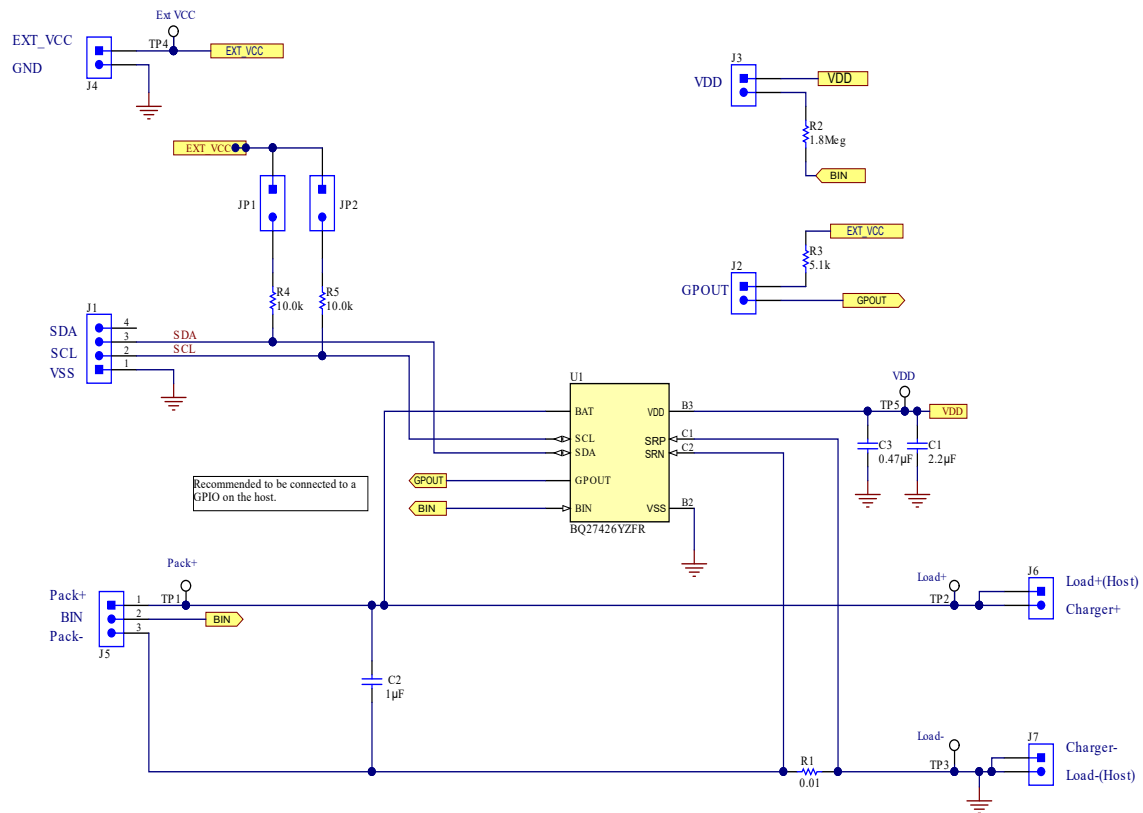 Ext VCC
EXT_VCC
TP4
EXT_VCC
GND
J4
J3
VDD
VDD
R2
1.8Meg
BIN
EXT_VCC
JP1
JP2
EXT_VCC
R3
5.1k
J2
GPOUT
GPOUT
R4
10.0k
R5
10.0k
J1
SDA
4
3
SDA
SCL
2
SCL
VSS
1
U1
BAT
VDD
B3
SCL
SRP
C1
SDA
SRN
C2
GPOUT
BIN
VSS
B2
BQ27426YZFR
GPOUT
BIN
VDD
TP5
VDD
C3
0.47µF
C1
2.2µF
Recommended to be connected to a
GPIO on the host.
Pack+
Pack+
1
TP1
BIN
2
BIN
Pack-
3
J5
C2
1µF
Load+
TP2
J6
Load+(Host)
Charger+
R1
0.01
Load-
TP3
J7
Charger-
Load-(Host)